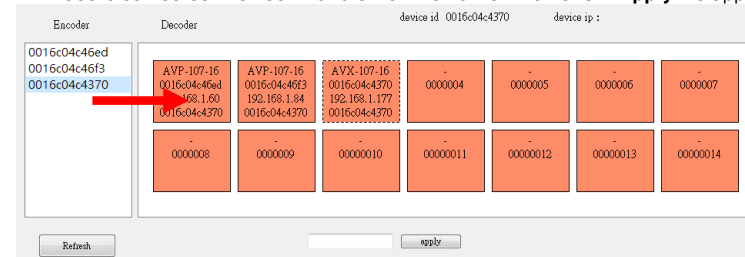 Encoder
Decoder
device id 0016c04c4370
device ip :
0016c04c46ed
0016c04c46f3
0016c04c4370
AVP-107-16
0016c04c46ed
.168.1.60
0016c04c4370
AVP-107-16
0016c04c46f3
192.168.1.84
0016c04c4370
AVX-107-16
0016c04c4370
192.168.1.177
0016c04c4370
-
0000004
-
0000005
-
0000006
-
0000007
-
0000008
-
0000009
-
00000010
-
00000011
-
00000012
-
00000013
-
00000014
Refresh
apply